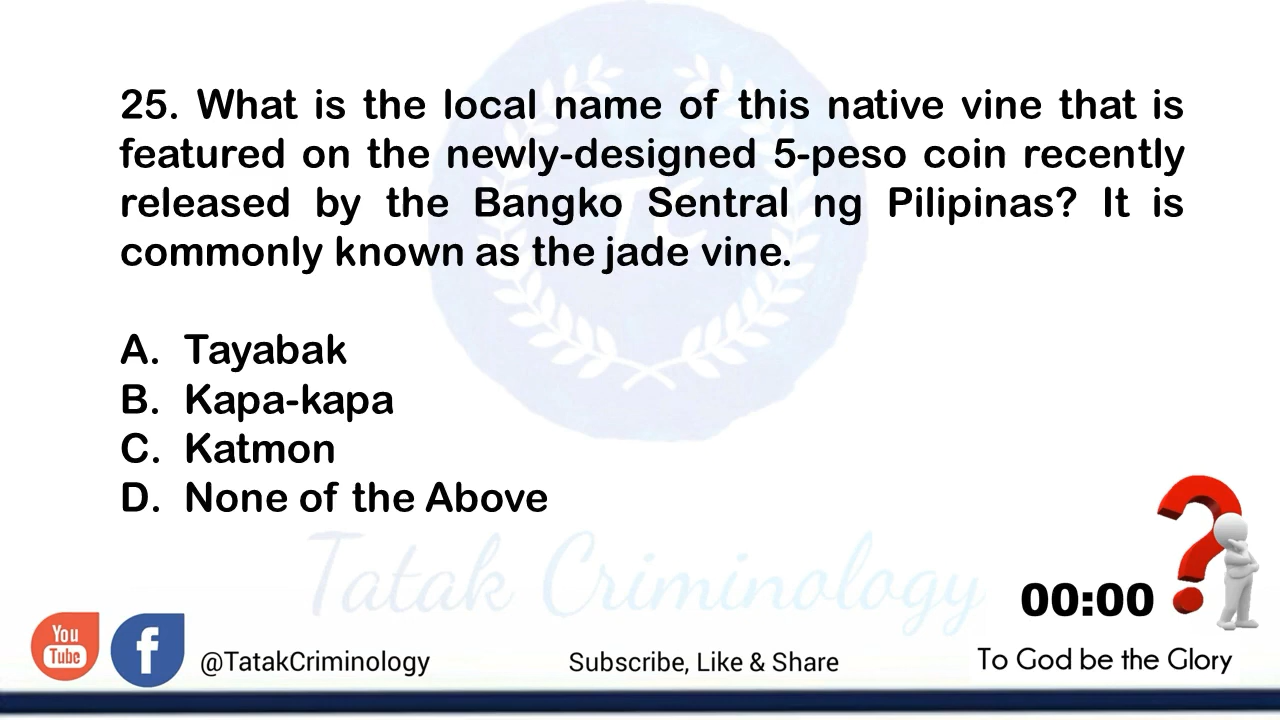 25. What is the local name of this native vine that is
featured on the newly-designed 5-peso coin recently
released by the Bangko Sentral ng Pilipinas? It is
commonly known as the jade vine.
A. Tayabak
B. Kapa-kapa
C. Katmon
D. None of the Above
Tatak Criminology
00:00
You
Tube
f
@TatakCriminology
Subscribe, Like & Share
To God be the Glory